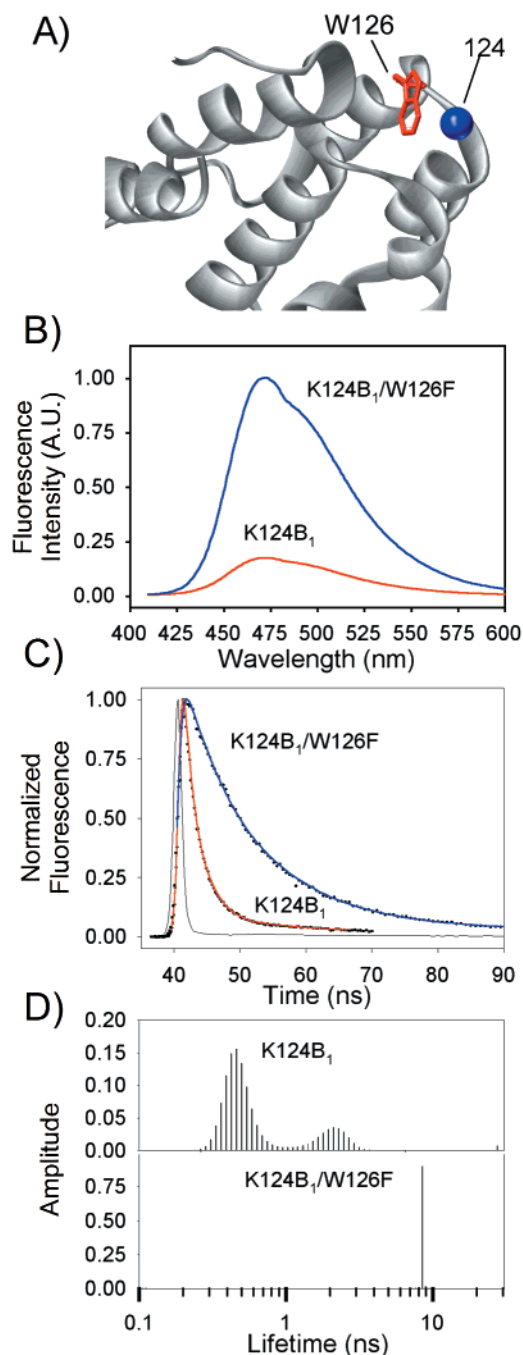 A)
W126
124
B)
Fluorescence
Intensity (A.U.)
1.00
0.75
0.50
0.25
0.00
K124B₁/W126F
K124B₁
400 425 450 475 500 525 550 575 600
Wavelength (nm)
C)
Normalized
Fluorescence
1.00
0.75
0.50
0.25
0.00
K124B₁/W126F
K124B₁
40 50 60 70 80 90
Time (ns)
D)
Amplitude
0.20
0.15
0.10
0.05
0.00
K124B₁
0.75
0.50
0.25
0.00
K124B₁/W126F
0.1 1 10
Lifetime (ns)